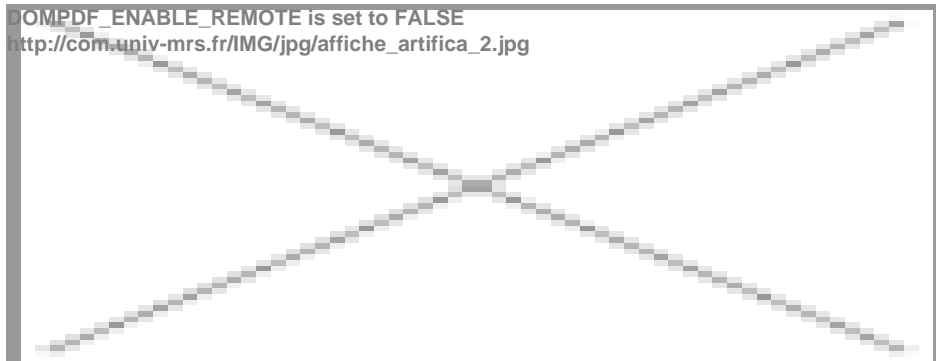 DOMPDF_ENABLE_REMOTE is set to FALSE
http://com.univ-mrs.fr/IMG/jpg/affiche_artifica_2.jpg